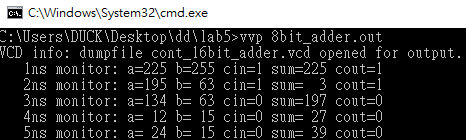 C:\Windows\System32\cmd.exe
C:\Users\DUCK\Desktop\dd\lab5>vvp 8bit_adder.out
VCD info: dumpfile cont_16bit_adder.vcd opened for output.
1ns monitor: a=225 b=255 cin=1 sum=225 cout=1
2ns monitor: a=195 b= 63 cin=1 sum=  3 cout=1
3ns monitor: a=134 b= 63 cin=0 sum=197 cout=0
4ns monitor: a= 12 b= 15 cin=0 sum= 27 cout=0
5ns monitor: a= 24 b= 15 cin=0 sum= 39 cout=0